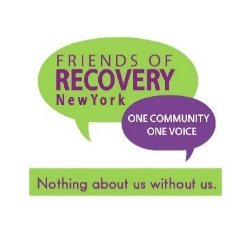 FRIENDS OF
RECOVERY
NewYork
ONE COMMUNITY
ONE VOICE
Nothing about us without us.